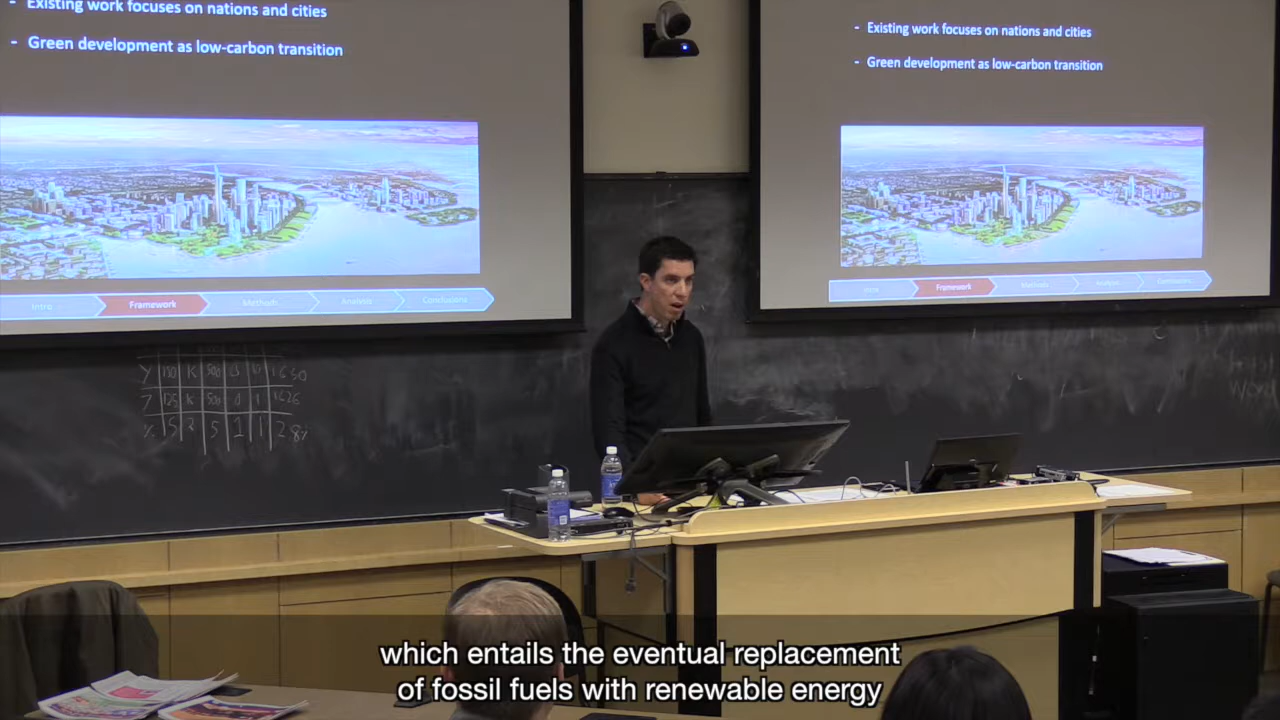 - Existing work focuses on nations and cities
- Green development as low-carbon transition
Intro Framework Methods Analysis Conclusions
- Existing work focuses on nations and cities
- Green development as low-carbon transition
Intro Framework Methods Analysis Conclusions
which entails the eventual replacement
of fossil fuels with renewable energy